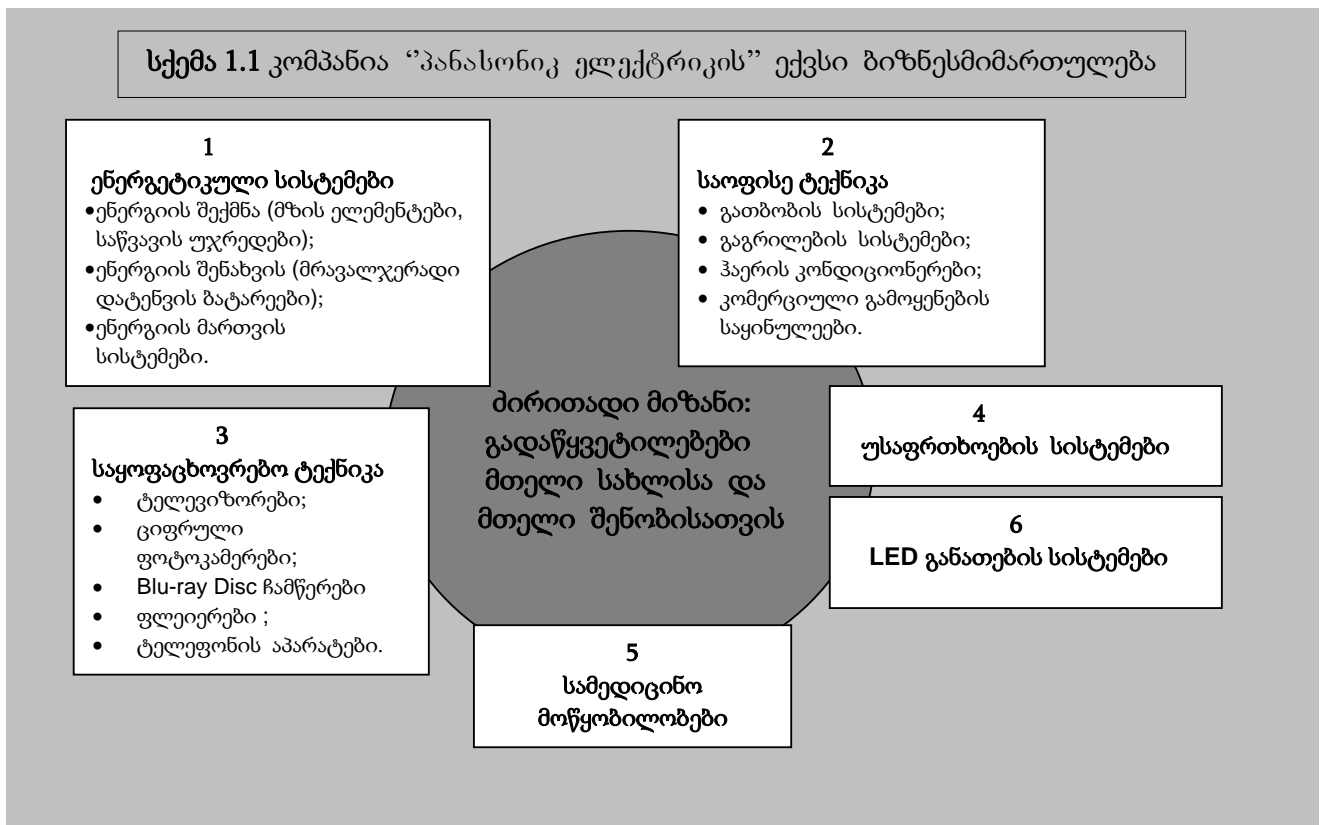 სქემა 1.1 კომპანია ‘‘პანასონიკ ელექტრიკის’’ ექვსი ბიზნესმიმართულება
1
ენერგეტიკული სისტემები
•ენერგიის შექმნა (მზის ელემენტები,
საწვავის უჯრედები);
•ენერგიის შენახვის (მრავალჯერადი
დატენვის ბატარეები);
•ენერგიის მართვის
სისტემები.
2
საოფისე ტექნიკა
• გათბობის სისტემები;
• გაგრილების სისტემები;
• ჰაერის კონდიციონერები;
• კომერციული გამოყენების
საყინულეები.
ძირითადი მიზანი:
გადაწყვეტილებები
მთელი სახლისა და
მთელი შენობისათვის
3
საყოფაცხოვრებო ტექნიკა
• ტელევიზორები;
• ციფრული
ფოტოკამერები;
• Blu-ray Disc ჩამწერები
• ფლეიერები ;
• ტელეფონის აპარატები.
4
უსაფრთხოების სისტემები
6
LED განათების სისტემები
5
სამედიცინო
მოწყობილობები